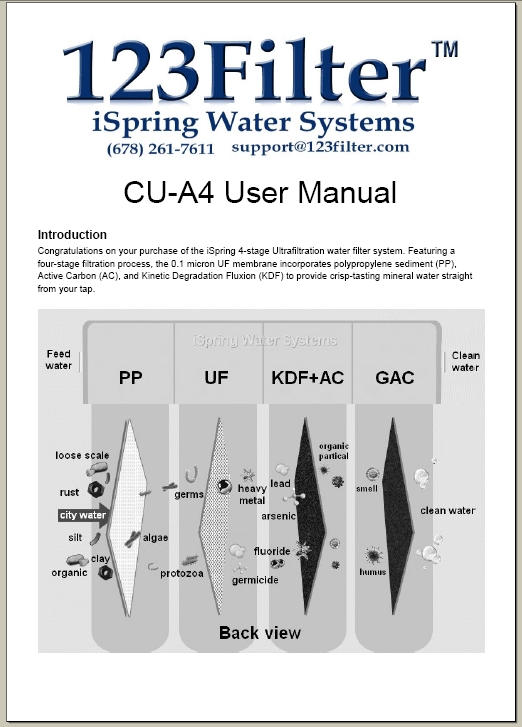 123Filter™
iSpring Water Systems
(678) 261-7611 support@123filter.com
CU-A4 User Manual
Introduction
Congratulations on your purchase of the iSpring 4-stage Ultrafiltration water filter system. Featuring a
four-stage filtration process, the 0.1 micron UF membrane incorporates polypropylene sediment (PP),
Active Carbon (AC), and Kinetic Degradation Fluxion (KDF) to provide crisp-tasting mineral water straight
from your tap.
iSpring Water Systems
Feed
water
Clean
water
PP UF KDF+AC GAC
organic
partical
loose scale
rust
germs
heavy
metal
lead
smell
city water
arsenic
clean water
silt
algae
clay
fluoride
organic
protozoa
germicide
humus
Back view